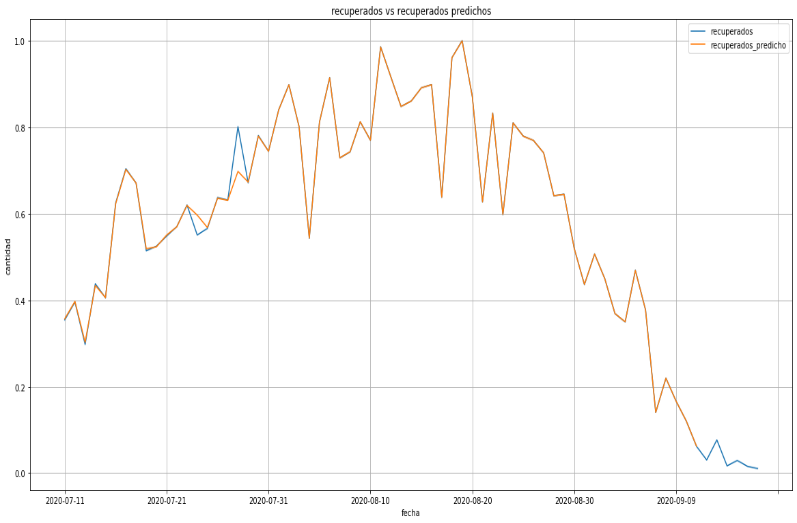 recuperados vs recuperados predichos
recuperados
recuperados_predicho
1.0
0.8
0.6
0.4
0.2
0.0
cantidad
2020-07-11 2020-07-21 2020-07-31 2020-08-10 2020-08-20 2020-08-30 2020-09-09
fecha